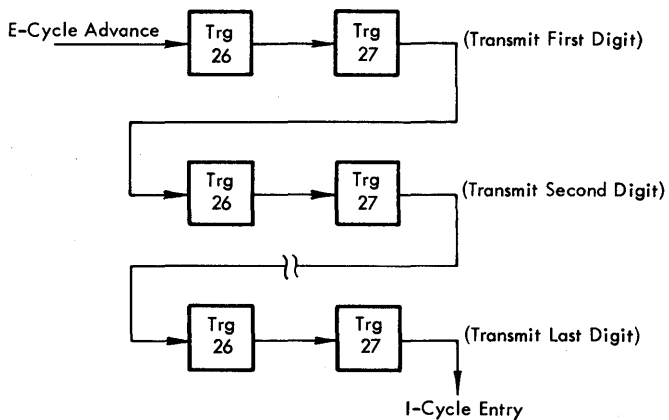 E-Cycle Advance
Trg
26
Trg
27
(Transmit First Digit)
Trg
26
Trg
27
(Transmit Second Digit)
Trg
26
Trg
27
(Transmit Last Digit)
I-Cycle Entry